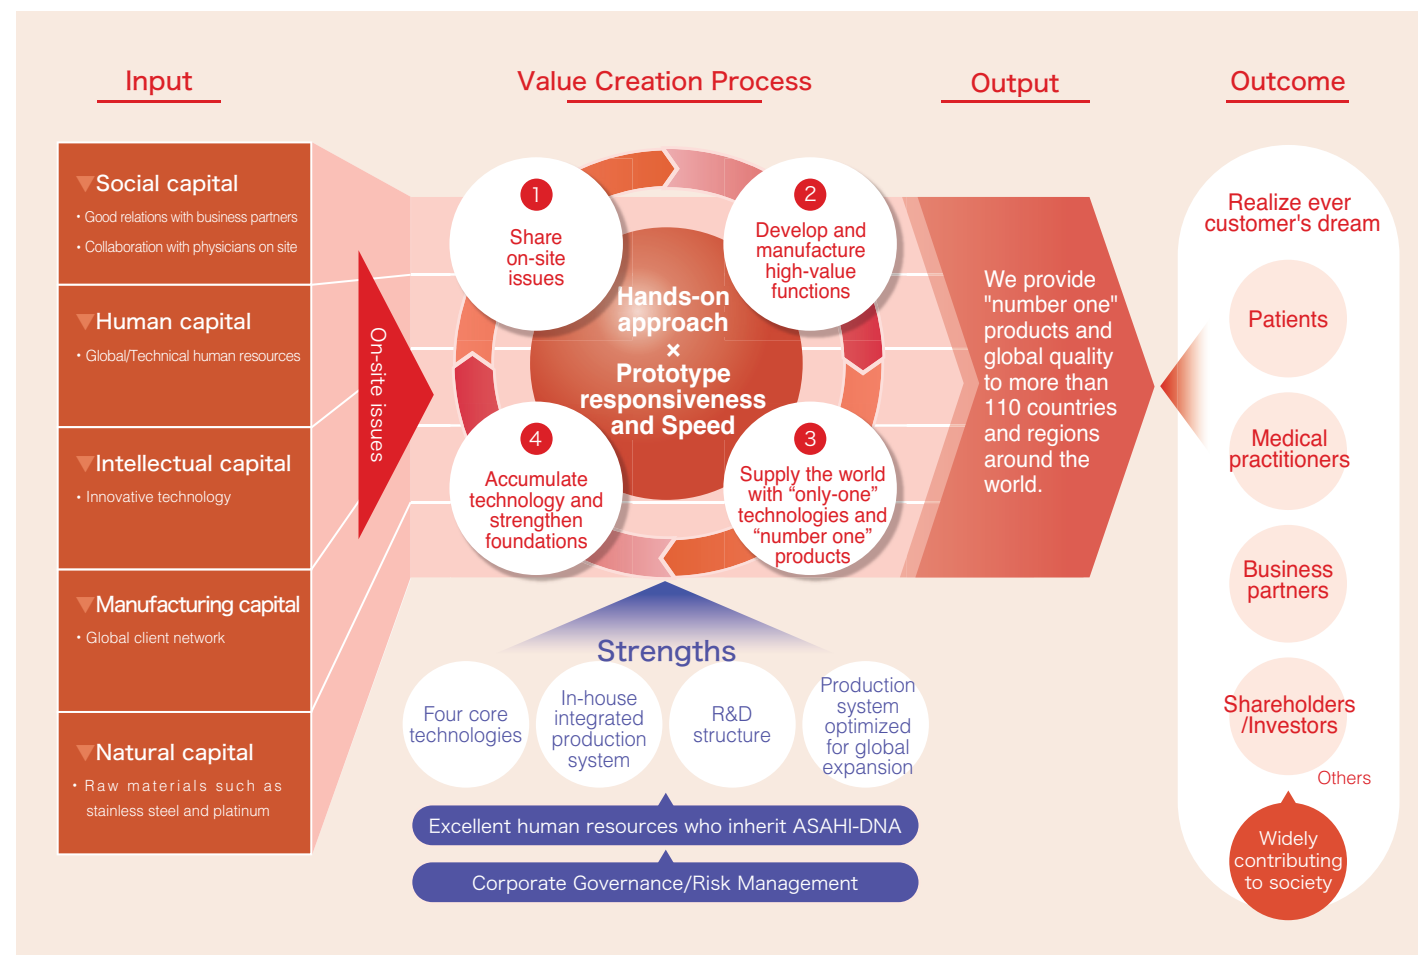 Input
Value Creation Process
Output
Outcome
▼Social capital
・Good relations with business partners
・Collaboration with physicians on site
▼Human capital
・Global/Technical human resources
▼Intellectual capital
・Innovative technology
▼Manufacturing capital
・Global client network
▼Natural capital
・Raw materials such as
stainless steel and platinum
On-site issues
1
Share
on-site
issues
2
Develop and
manufacture
high-value
functions
Hands-on
approach
×
Prototype
responsiveness
and Speed
3
Supply the world
with “only-one”
technologies and
“number one”
products
4
Accumulate
technology and
strengthen
foundations
We provide
"number one"
products and
global quality
to more than
110 countries
and regions
around the
world.
Realize ever
customer's dream
Patients
Medical
practitioners
Business
partners
Shareholders
/Investors
Others
Widely
contributing
to society
Strengths
Four core
technologies
In-house
integrated
production
system
R&D
structure
Production
system
optimized
for global
expansion
Excellent human resources who inherit ASAHI-DNA
Corporate Governance/Risk Management